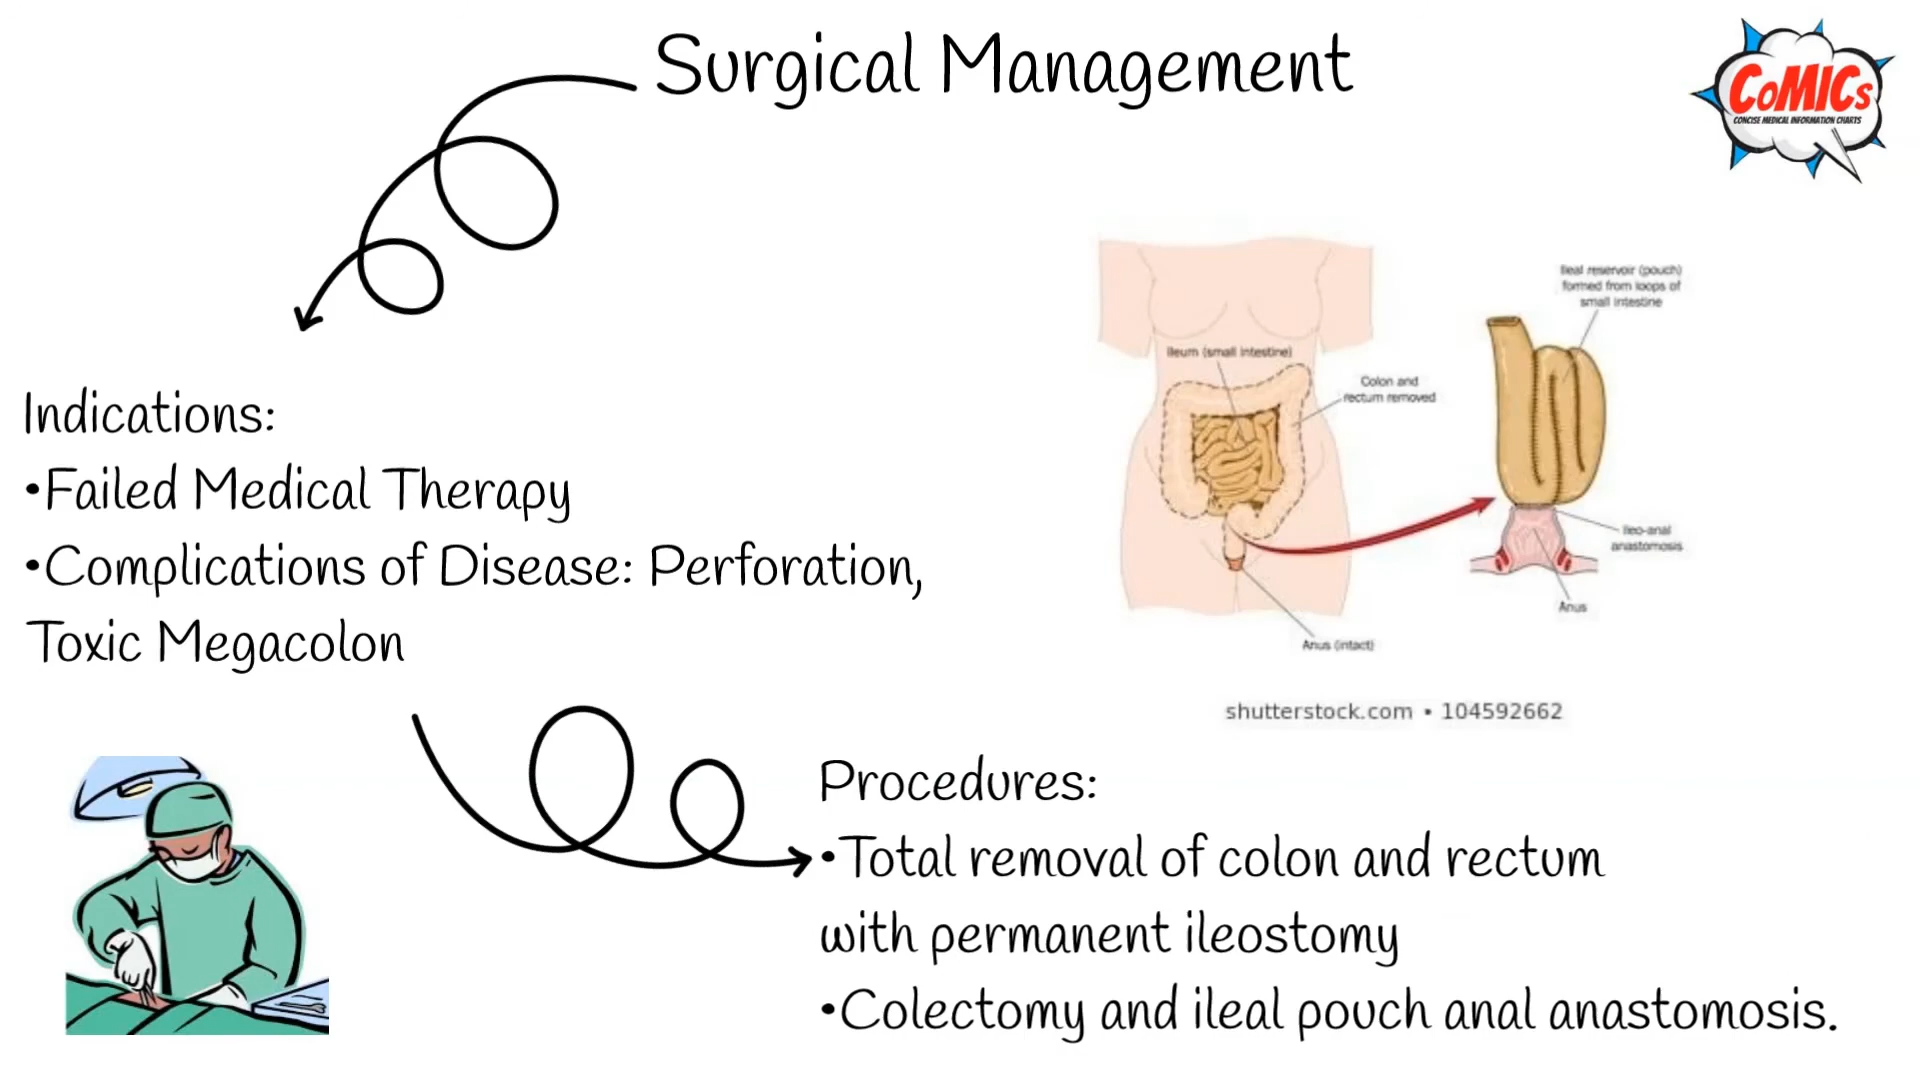 Surgical Management
CoMICs
CONCISE MEDICAL INFORMATION CHARTS
Indications:
•Failed Medical Therapy
•Complications of Disease: Perforation,
Toxic Megacolon
Ileum (small intestine)
Colon and
rectum removed
Anus (intact)
Ileal reservoir (pouch)
formed from loops of
small intestine
Ileo-anal
anastomosis
Anus
shutterstock.com • 104592662
Procedures:
•Total removal of colon and rectum
with permanent ileostomy
•Colectomy and ileal pouch anal anastomosis.